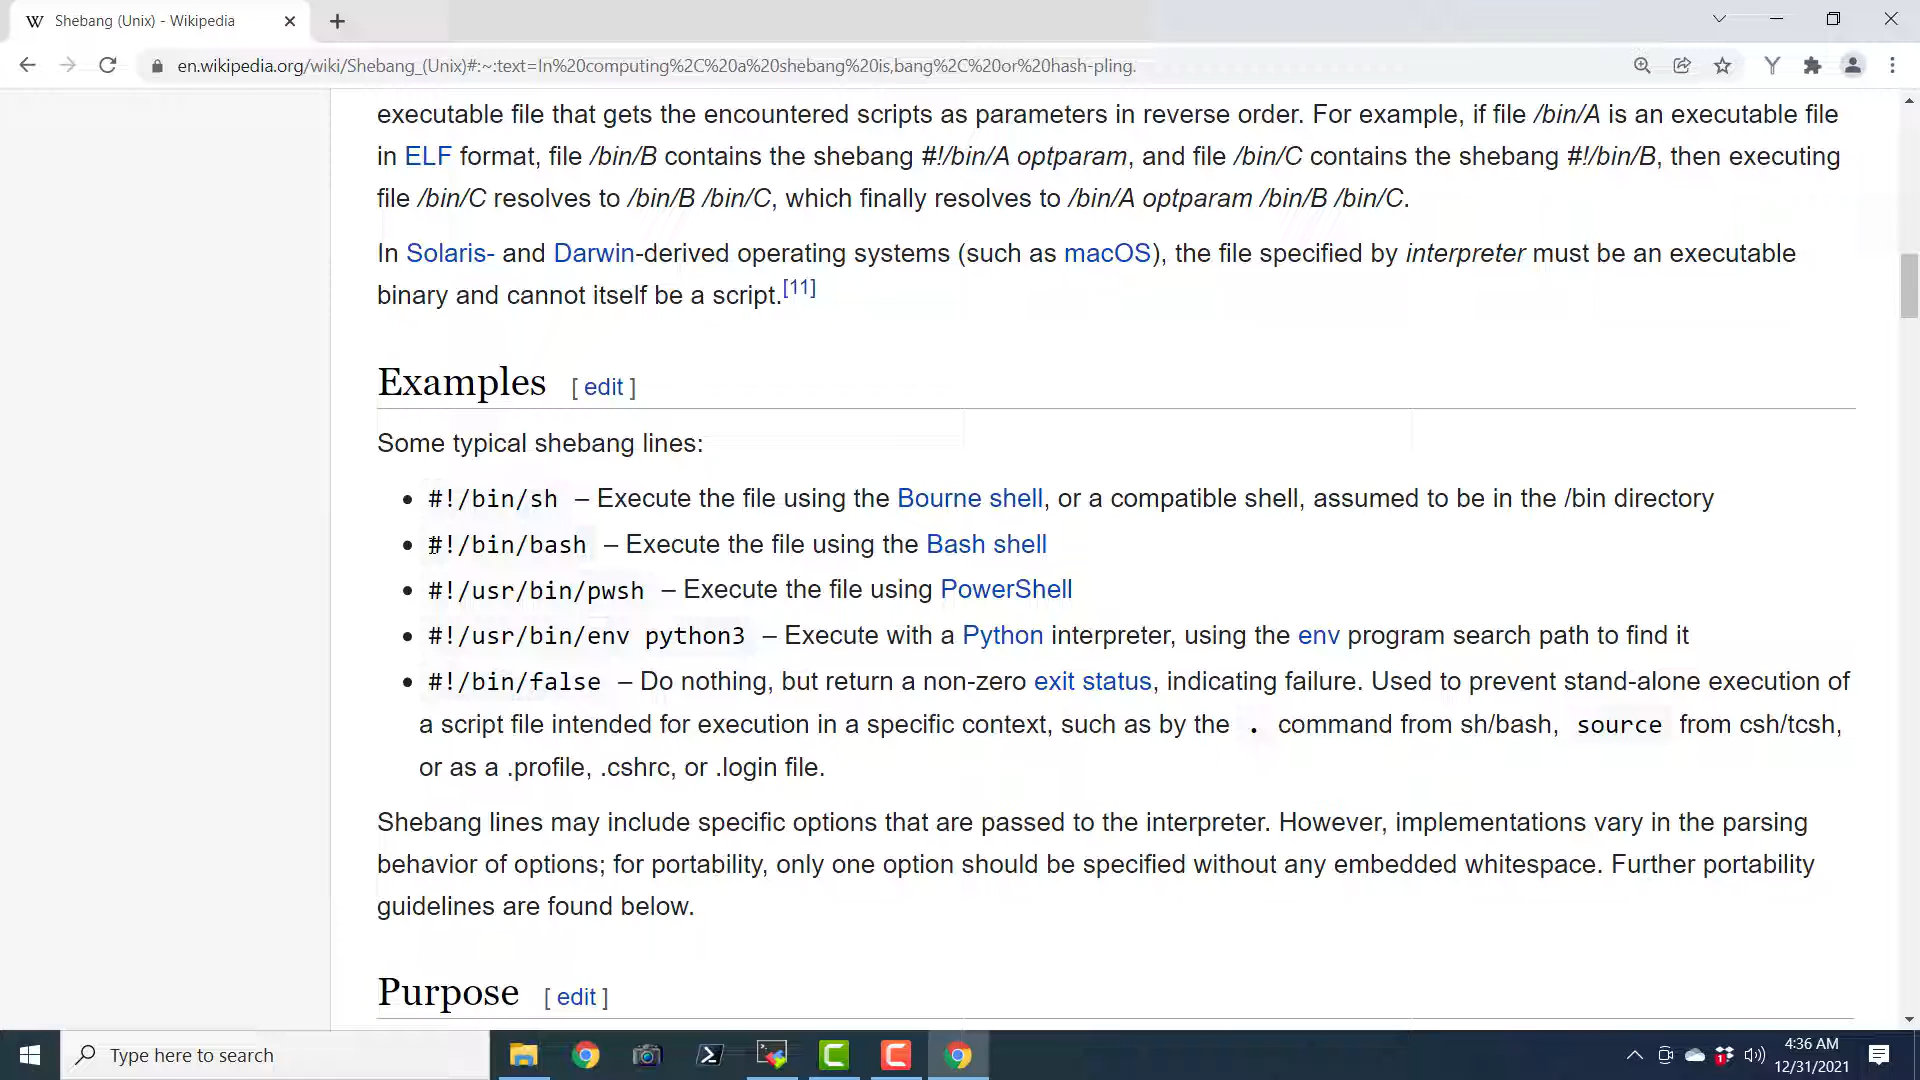 Shebang (Unix) - Wikipedia
en.wikipedia.org/wiki/Shebang_(Unix)#:~:text=In%20computing%2C%20a%20shebang%20is,bang%2C%20or%20hash-pling.
executable file that gets the encountered scripts as parameters in reverse order. For example, if file /bin/A is an executable file
in ELF format, file /bin/B contains the shebang #!/bin/A optparam, and file /bin/C contains the shebang #!/bin/B, then executing
file /bin/C resolves to /bin/B /bin/C, which finally resolves to /bin/A optparam /bin/B /bin/C.
In Solaris- and Darwin-derived operating systems (such as macOS), the file specified by interpreter must be an executable
binary and cannot itself be a script.[11]
Examples [ edit ]
Some typical shebang lines:
• #!/bin/sh – Execute the file using the Bourne shell, or a compatible shell, assumed to be in the /bin directory
• #!/bin/bash – Execute the file using the Bash shell
• #!/usr/bin/pwsh – Execute the file using PowerShell
• #!/usr/bin/env python3 – Execute with a Python interpreter, using the env program search path to find it
• #!/bin/false – Do nothing, but return a non-zero exit status, indicating failure. Used to prevent stand-alone execution of
a script file intended for execution in a specific context, such as by the . command from sh/bash, source from csh/tcsh,
or as a .profile, .cshrc, or .login file.
Shebang lines may include specific options that are passed to the interpreter. However, implementations vary in the parsing
behavior of options; for portability, only one option should be specified without any embedded whitespace. Further portability
guidelines are found below.
Purpose [ edit ]
Type here to search
4:36 AM
12/31/2021